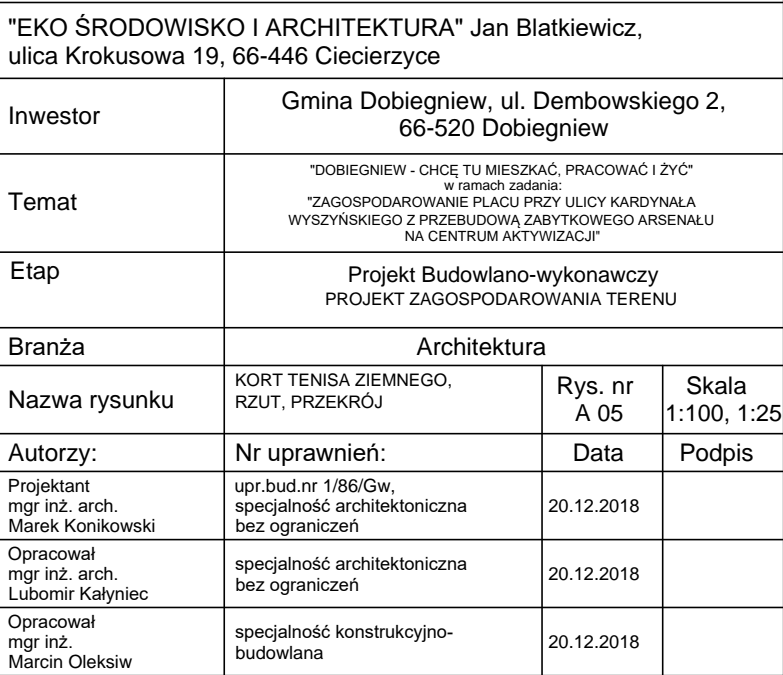 "EKO ŚRODOWISKO I ARCHITEKTURA" Jan Blatkiewicz,
ulica Krokusowa 19, 66-446 Ciecierzyce
Inwestor
Gmina Dobiegniew, ul. Dembowskiego 2,
66-520 Dobiegniew
Temat
"DOBIEGNIEW - CHCĘ TU MIESZKAĆ, PRACOWAĆ I ŻYĆ"
w ramach zadania:
"ZAGOSPODAROWANIE PLACU PRZY ULICY KARDYNAŁA
WYSZYŃSKIEGO Z PRZEBUDOWĄ ZABYTKOWEGO ARSENAŁU
NA CENTRUM AKTYWIZACJI"
Etap
Projekt Budowlano-wykonawczy
PROJEKT ZAGOSPODAROWANIA TERENU
Branża
Architektura
Nazwa rysunku
KORT TENISA ZIEMNEGO,
RZUT, PRZEKRÓJ
Rys. nr
A 05
Skala
1:100, 1:25
Autorzy:
Nr uprawnień:
Data
Podpis
Projektant
mgr inż. arch.
Marek Konikowski
upr.bud.nr 1/86/Gw,
specjalność architektoniczna
bez ograniczeń
20.12.2018
Opracował
mgr inż. arch.
Lubomir Kałyniec
specjalność architektoniczna
bez ograniczeń
20.12.2018
Opracował
mgr inż.
Marcin Oleksiw
specjalność konstrukcyjno-
budowlana
20.12.2018